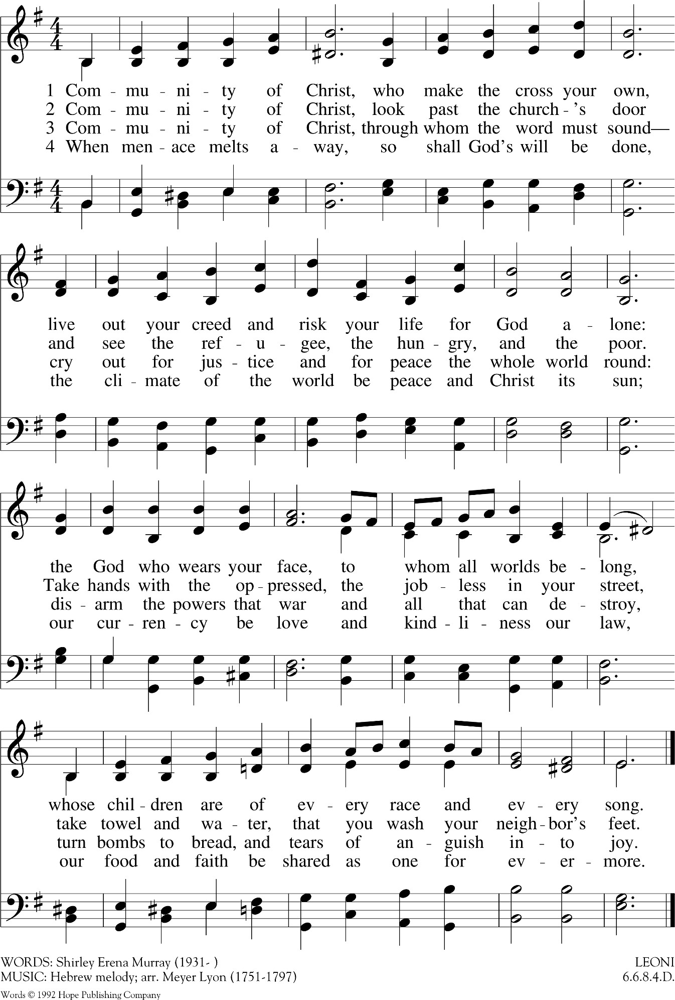 1 Com - mu - ni - ty of Christ, who make the cross your own,
2 Com - mu - ni - ty of Christ, look past the church - 's door
3 Com - mu - ni - ty of Christ, through whom the word must sound—
4 When men - ace melts a - way, so shall God's will be done,
live out your creed and risk your life for God a - lone:
and see the ref - u - gee, the hun - gry, and the poor.
cry out for jus - tice and for peace the whole world round:
the cli - mate of the world be peace and Christ its sun;
the God who wears your face, to whom all worlds be - long,
Take hands with the op - pressed, the job - less in your street,
dis - arm the powers that war and all that can de - stroy,
our cur - ren - cy be love and kind - li - ness our law,
whose chil - dren are of ev - ery race and ev - ery song.
take towel and wa - ter, that you wash your neigh - bor's feet.
turn bombs to bread, and tears of an - guish in - to joy.
our food and faith be shared as one for ev - er - more.
WORDS: Shirley Erena Murray (1931- )
LEONI
MUSIC: Hebrew melody; arr. Meyer Lyon (1751-1797)
6.6.8.4.D.
Words © 1992 Hope Publishing Company